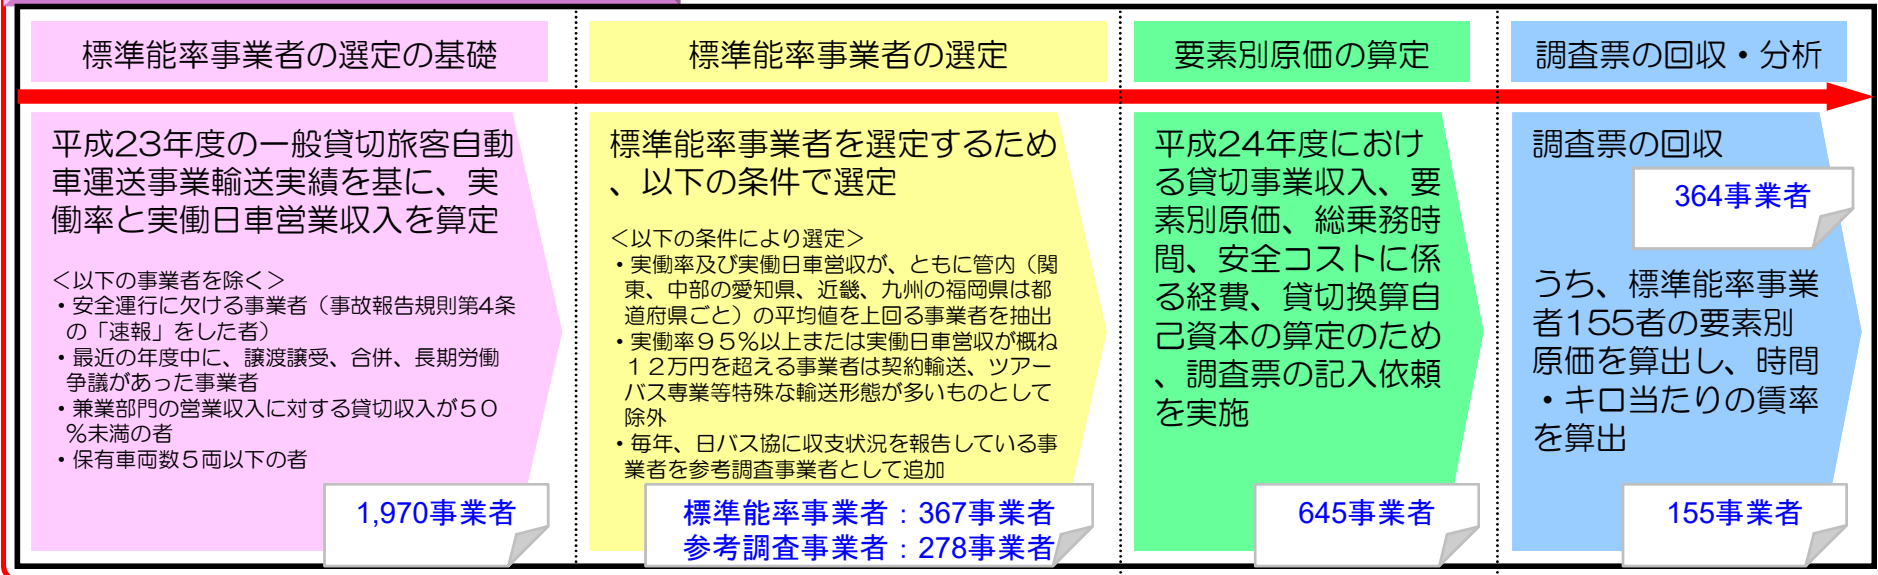 標準能率事業者の選定の基礎
平成23年度の一般貸切旅客自動
車運送事業輸送実績を基に、実
働率と実働日車営業収入を算定
＜以下の事業者を除く＞
・安全運行に欠ける事業者（事故報告規則第4条
の「速報」をした者）
・最近の年度中に、譲渡譲受、合併、長期労働
争議があった事業者
・兼業部門の営業収入に対する貸切収入が５０
％未満の者
・保有車両数５両以下の者
1,970事業者
標準能率事業者の選定
標準能率事業者を選定するため
、以下の条件で選定
＜以下の条件により選定＞
・実働率及び実働日車営収が、ともに管内（関
東、中部の愛知県、近畿、九州の福岡県は都
道府県ごと）の平均値を上回る事業者を抽出
・実働率９５％以上または実働日車営収が概ね
１２万円を超える事業者は契約輸送、ツアー
バス専業等特殊な輸送形態が多いものとして
除外
・毎年、日バス協に収支状況を報告している事
業者を参考調査事業者として追加
標準能率事業者：367事業者
参考調査事業者：278事業者
要素別原価の算定
平成24年度におけ
る貸切事業収入、要
素別原価、総乗務時
間、安全コストに係
る経費、貸切換算自
己資本の算定のため
、調査票の記入依頼
を実施
645事業者
調査票の回収・分析
調査票の回収
364事業者
うち、標準能率事業
者155者の要素別
原価を算出し、時間
・キロ当たりの賃率
を算出
155事業者